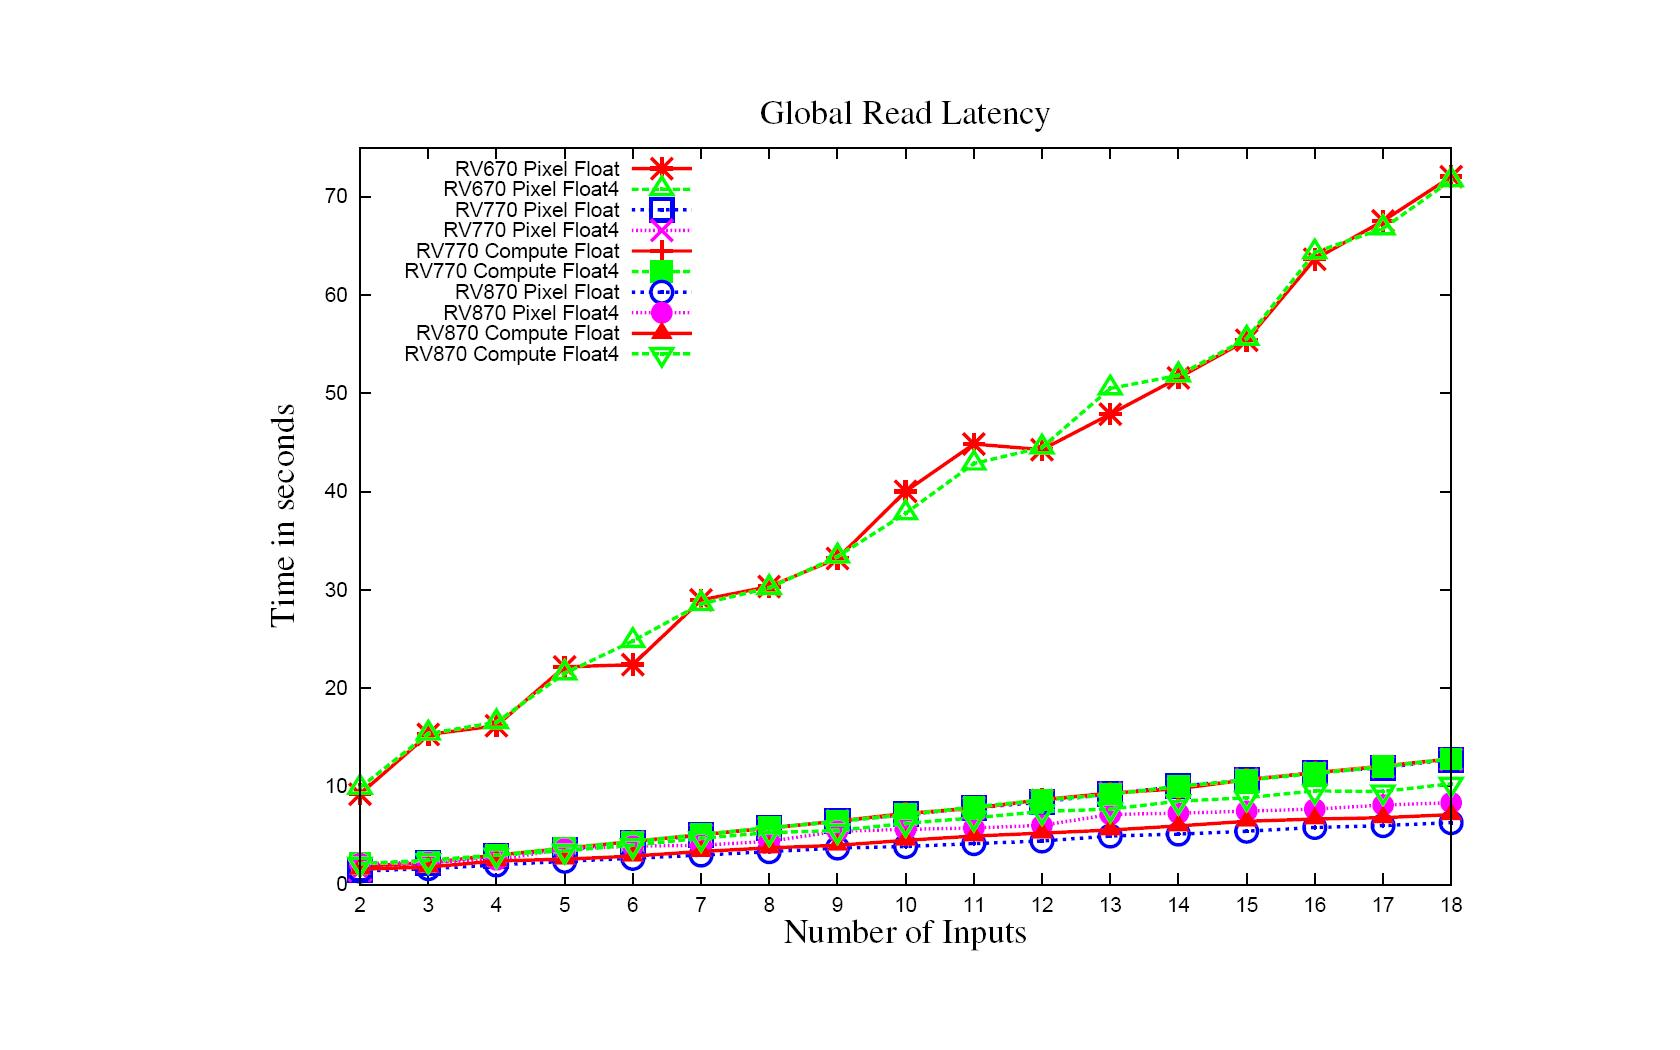 Global Read Latency
RV670 Pixel Float
RV670 Pixel Float4
RV770 Pixel Float
RV770 Pixel Float4
RV770 Compute Float
RV770 Compute Float4
RV870 Pixel Float
RV870 Pixel Float4
RV870 Compute Float
RV870 Compute Float4
70
60
50
40
30
20
10
0
Time in seconds
2 3 4 5 6 7 8 9 10 11 12 13 14 15 16 17 18
Number of Inputs